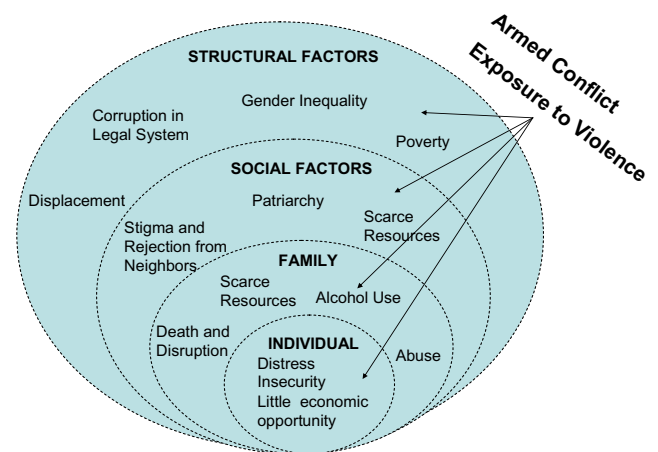 Armed Conflict
Exposure to Violence
STRUCTURAL FACTORS
Gender Inequality
Corruption in
Legal System
Poverty
SOCIAL FACTORS
Displacement
Patriarchy
Scarce
Resources
Stigma and
Rejection from
Neighbors
FAMILY
Scarce
Resources
Alcohol Use
Death and
Disruption
INDIVIDUAL
Abuse
Distress
Insecurity
Little economic
opportunity